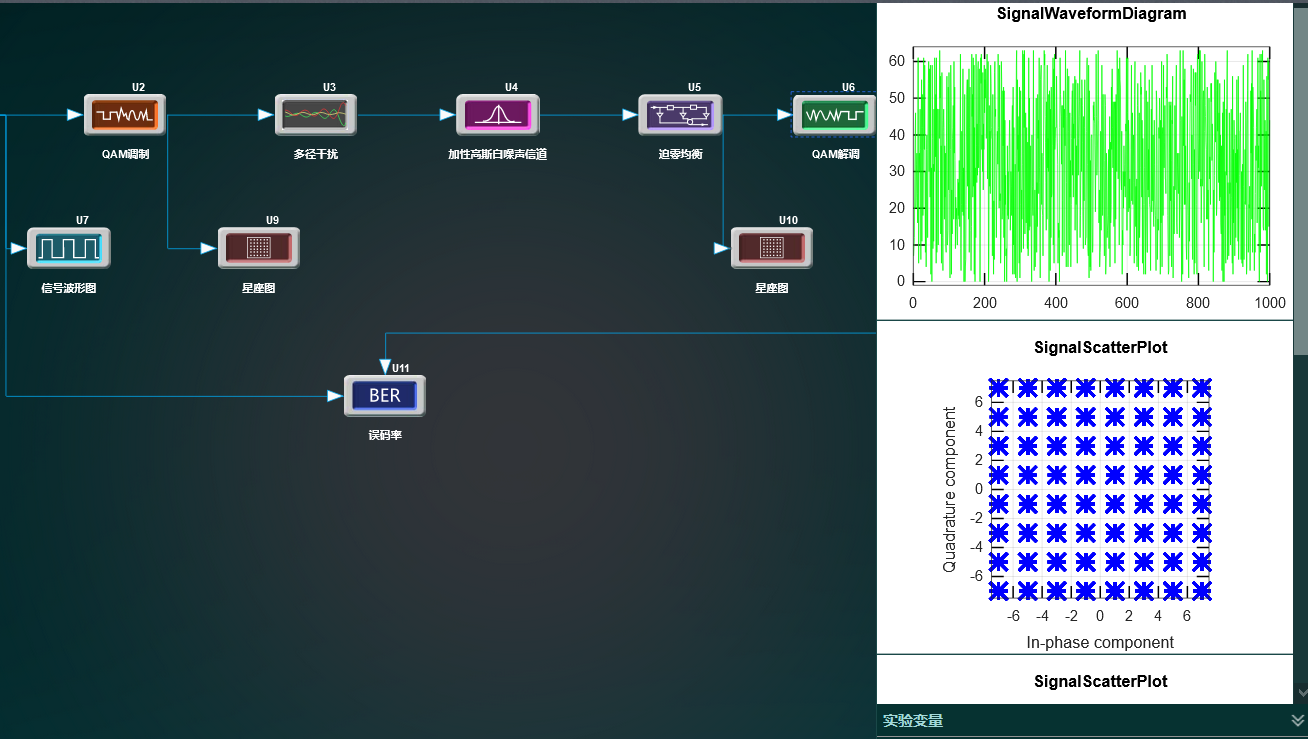 U2
QAM调制
U3
多径干扰
U4
加性高斯白噪声信道
U5
迫零均衡
U6
QAM解调
U7
信号波形图
U9
星座图
U10
星座图
U11
BER
误码率
SignalWaveformDiagram
60
50
40
30
20
10
0
0 200 400 600 800 1000
SignalScatterPlot
Quadrature component
6
4
2
0
-2
-4
-6
-6 -4 -2 0 2 4 6
In-phase component
SignalScatterPlot
实验变量